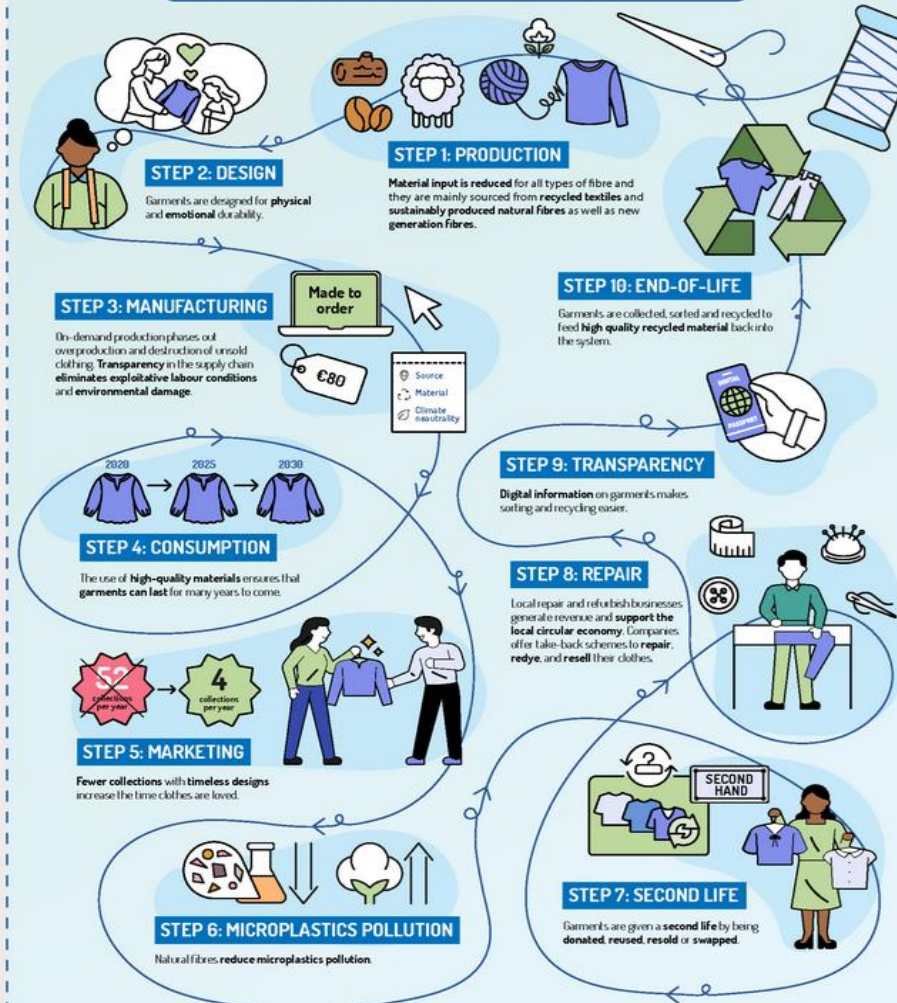 STEP 1: PRODUCTION
Material input is reduced for all types of fibre and
they are mainly sourced from recycled textiles and
sustainably produced natural fibres as well as new
generation fibres.
STEP 2: DESIGN
Garments are designed for physical
and emotional durability.
STEP 3: MANUFACTURING
On-demand production phases out
overproduction and destruction of unsold
clothing. Transparency in the supply chain
eliminates exploitative labour conditions
and environmental damage.
Made to
order
€80
Source
Material
Climate
neautrality
2020 2025 2030
STEP 4: CONSUMPTION
The use of high-quality materials ensures that
garments can last for many years to come.
52
collections
per year
4
collections
per year
STEP 5: MARKETING
Fewer collections with timeless designs
increase the time clothes are loved.
STEP 6: MICROPLASTICS POLLUTION
Natural fibres reduce microplastics pollution.
SECOND
HAND
STEP 7: SECOND LIFE
Garments are given a second life by being
donated, reused, resold or swapped.
STEP 8: REPAIR
Local repair and refurbish businesses
generate revenue and support the
local circular economy. Companies
offer take-back schemes to repair,
redye, and resell their clothes.
DIGITAL
PASSPORT
STEP 9: TRANSPARENCY
Digital information on garments makes
sorting and recycling easier.
STEP 10: END-OF-LIFE
Garments are collected, sorted and recycled to
feed high quality recycled material back into
the system.